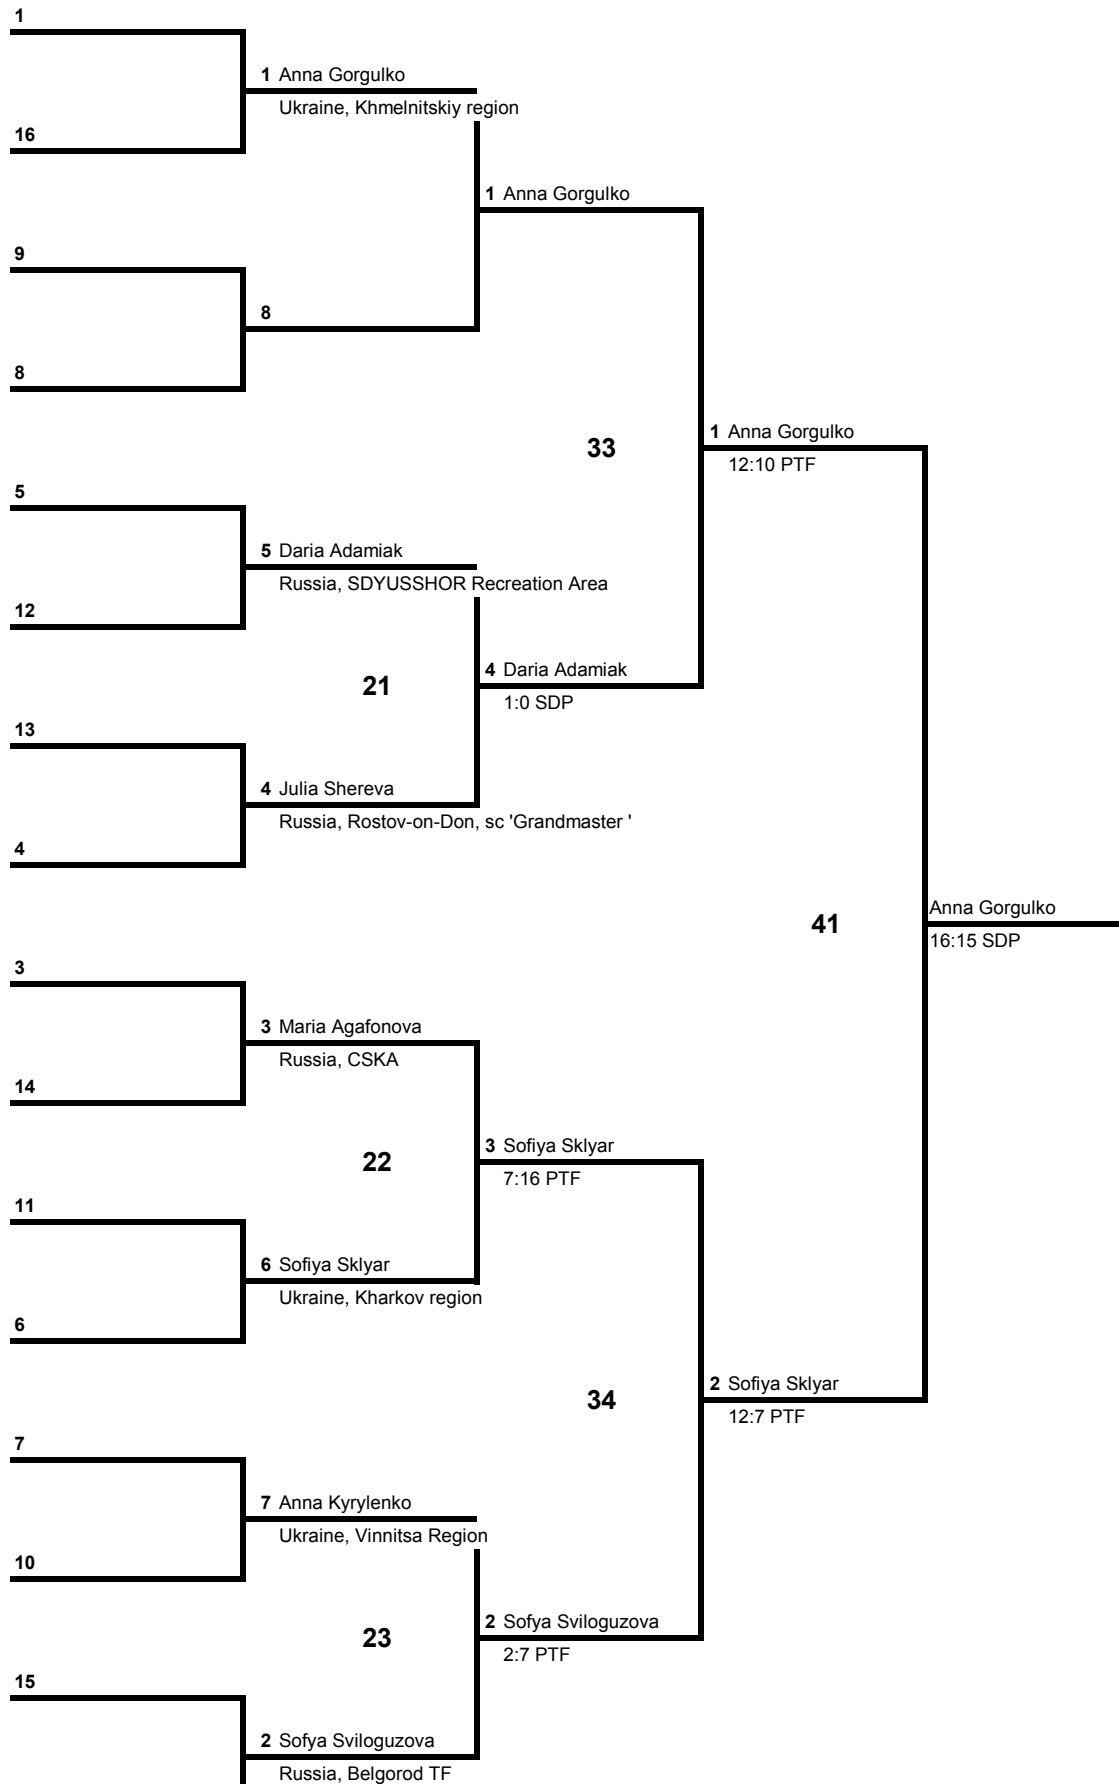 1
1 Anna Gorgulko
Ukraine, Khmelnitskiy region
16
1 Anna Gorgulko
9
8
8
33
1 Anna Gorgulko
12:10 PTF
5
5 Daria Adamiak
Russia, SDYUSSHOR Recreation Area
12
21
4 Daria Adamiak
1:0 SDP
13
4 Julia Shereva
Russia, Rostov-on-Don, sc 'Grandmaster '
4
41
Anna Gorgulko
16:15 SDP
3
3 Maria Agafonova
Russia, CSKA
14
22
3 Sofiya Sklyar
7:16 PTF
11
6 Sofiya Sklyar
Ukraine, Kharkov region
6
34
2 Sofiya Sklyar
12:7 PTF
7
7 Anna Kyrylenko
Ukraine, Vinnitsa Region
10
23
2 Sofya Sviloguzova
2:7 PTF
15
2 Sofya Sviloguzova
Russia, Belgorod TF